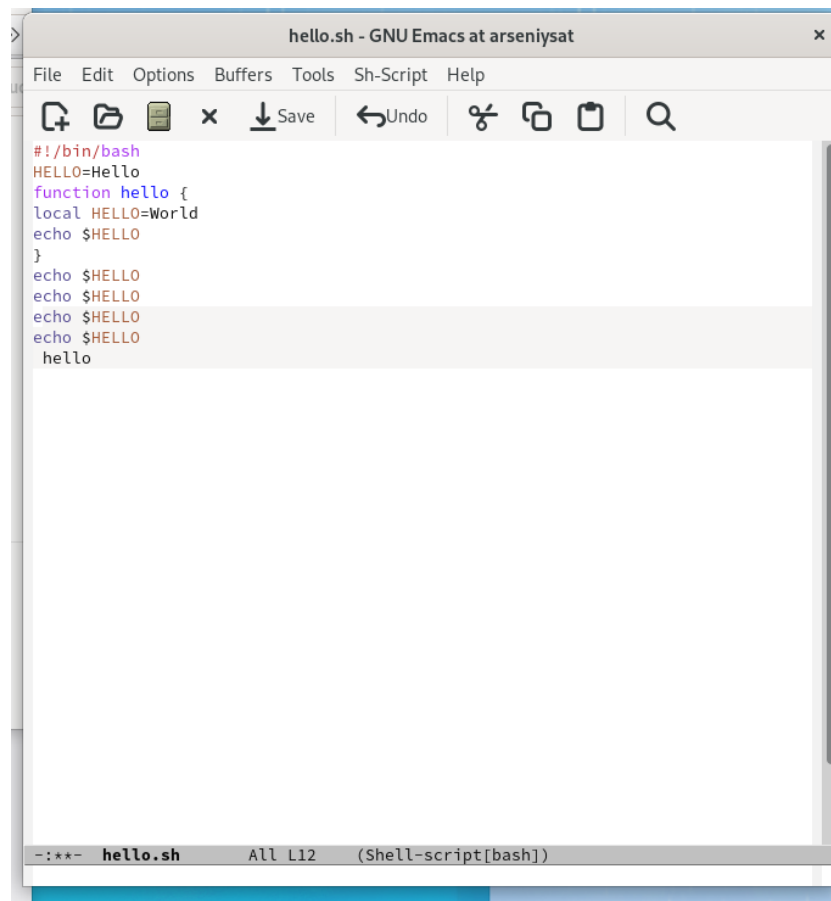 hello.sh - GNU Emacs at arseniysat
File Edit Options Buffers Tools Sh-Script Help
Save Undo
#!/bin/bash
HELLO=Hello
function hello {
local HELLO=World
echo $HELLO
}
echo $HELLO
echo $HELLO
echo $HELLO
echo $HELLO
 hello
-:**- hello.sh All L12 (Shell-script[bash])